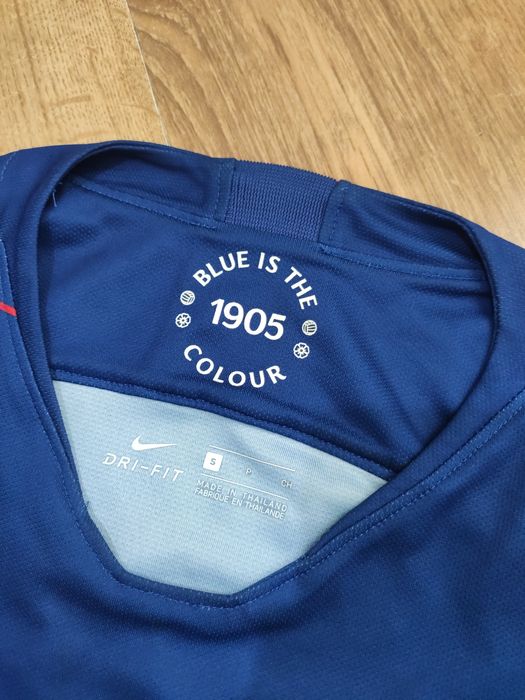 BLUE IS THE
1905
COLOUR
DRI-FIT
S P CH
MADE IN THAILAND
FABRIQUÉ EN THAÏLANDE